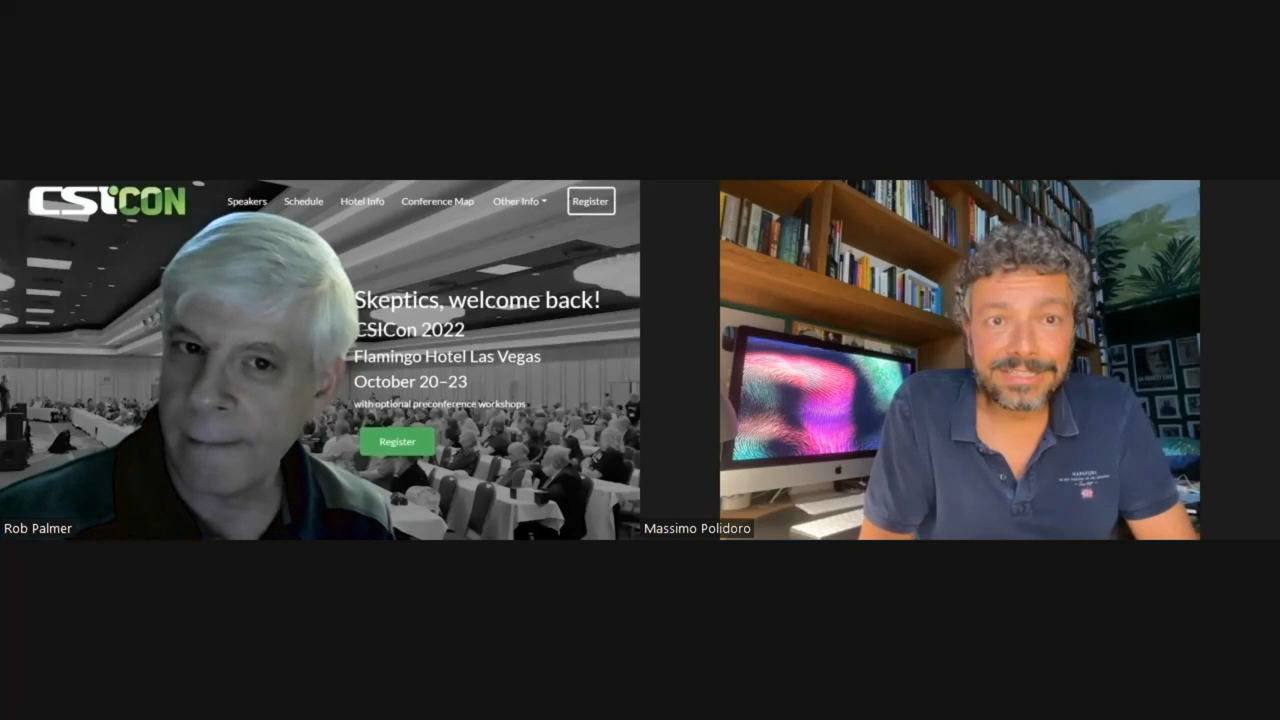 CSICON
Speakers Schedule Hotel Info Conference Map Other Info Register
Skeptics, welcome back!
CSICon 2022
Flamingo Hotel Las Vegas
October 20–23
with optional preconference workshops
Register
Rob Palmer
Massimo Polidoro